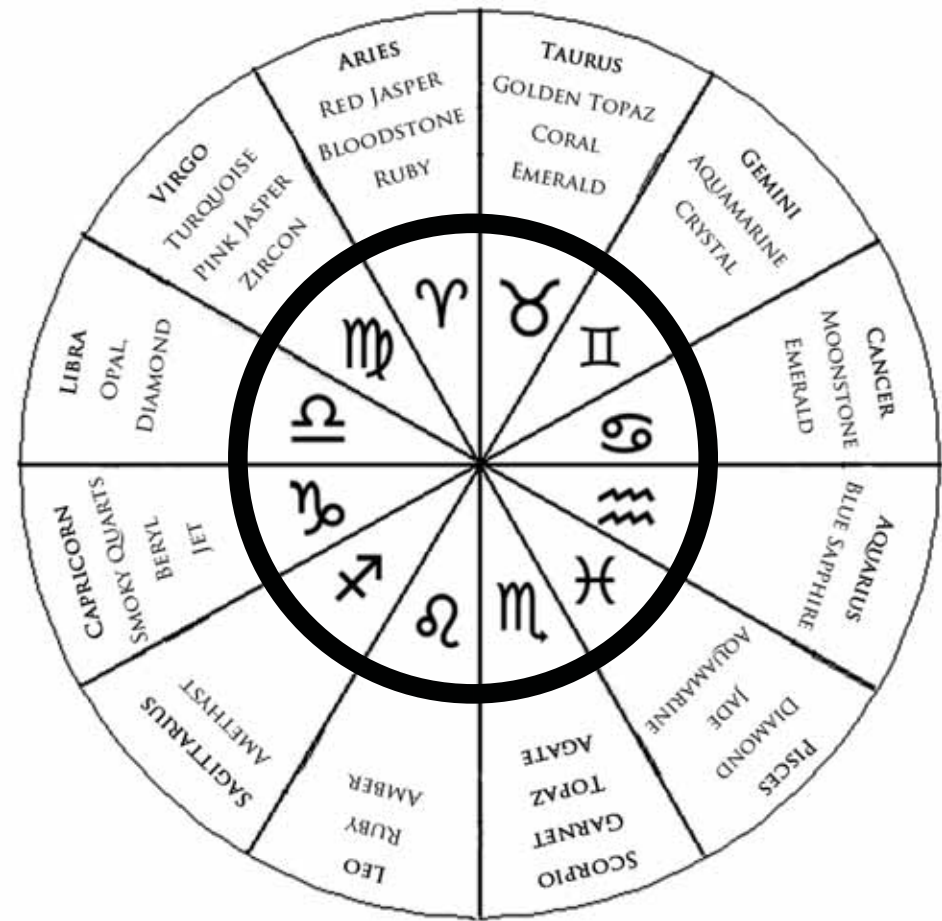 ARIES
RED JASPER
BLOODSTONE
RUBY
TAURUS
GOLDEN TOPAZ
CORAL
EMERALD
GEMINI
AQUAMARINE
CRYSTAL
CANCER
MOONSTONE
EMERALD
AQUARIUS
BLUE SAPPHIRE
PISCES
DIAMOND
JADE
AQUAMARINE
SCORPIO
GARNET
TOPAZ
AGATE
LEO
RUBY
AMBER
SAGITTARIUS
AMETHYST
CAPRICORN
SMOKY QUARTS
BERYL
JET
LIBRA
OPAL
DIAMOND
VIRGO
TURQUOISE
PINK JASPER
ZIRCON
♈
♉
♊
♋
♒
♓
♏
♌
♐
♑
♎
♍